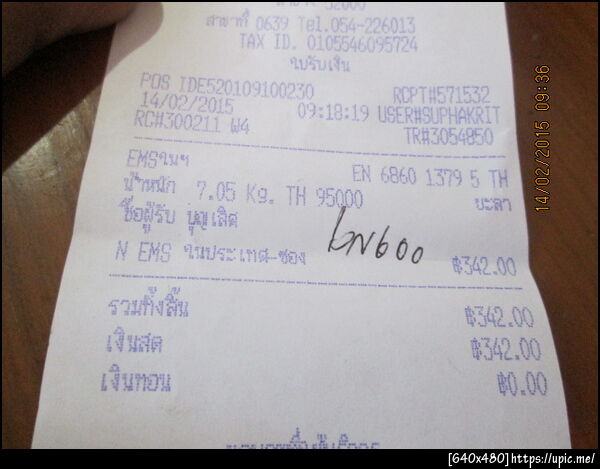 52000
สาขาที่ 0639 Tel.054-226013
TAX ID. 0105546095724
ใบรับเงิน
POS IDE520109100230 RCPT#571532
14/02/2015 09:18:19 USER#SUPHAKRIT
RG#300211 W4 TR#3054850
EMSในฯ EN 6860 1379 5 TH
น้ำหนัก 7.05 Kg. TH 95000 ยะลา
ชื่อผู้รับ บุญเลิศ
N EMS ในประเทศ-ซอง ฿342.00
รวมทั้งสิ้น ฿342.00
เงินสด ฿342.00
เงินทอน ฿0.00
14/02/2015 09:36
[640x480]https://upic.me/